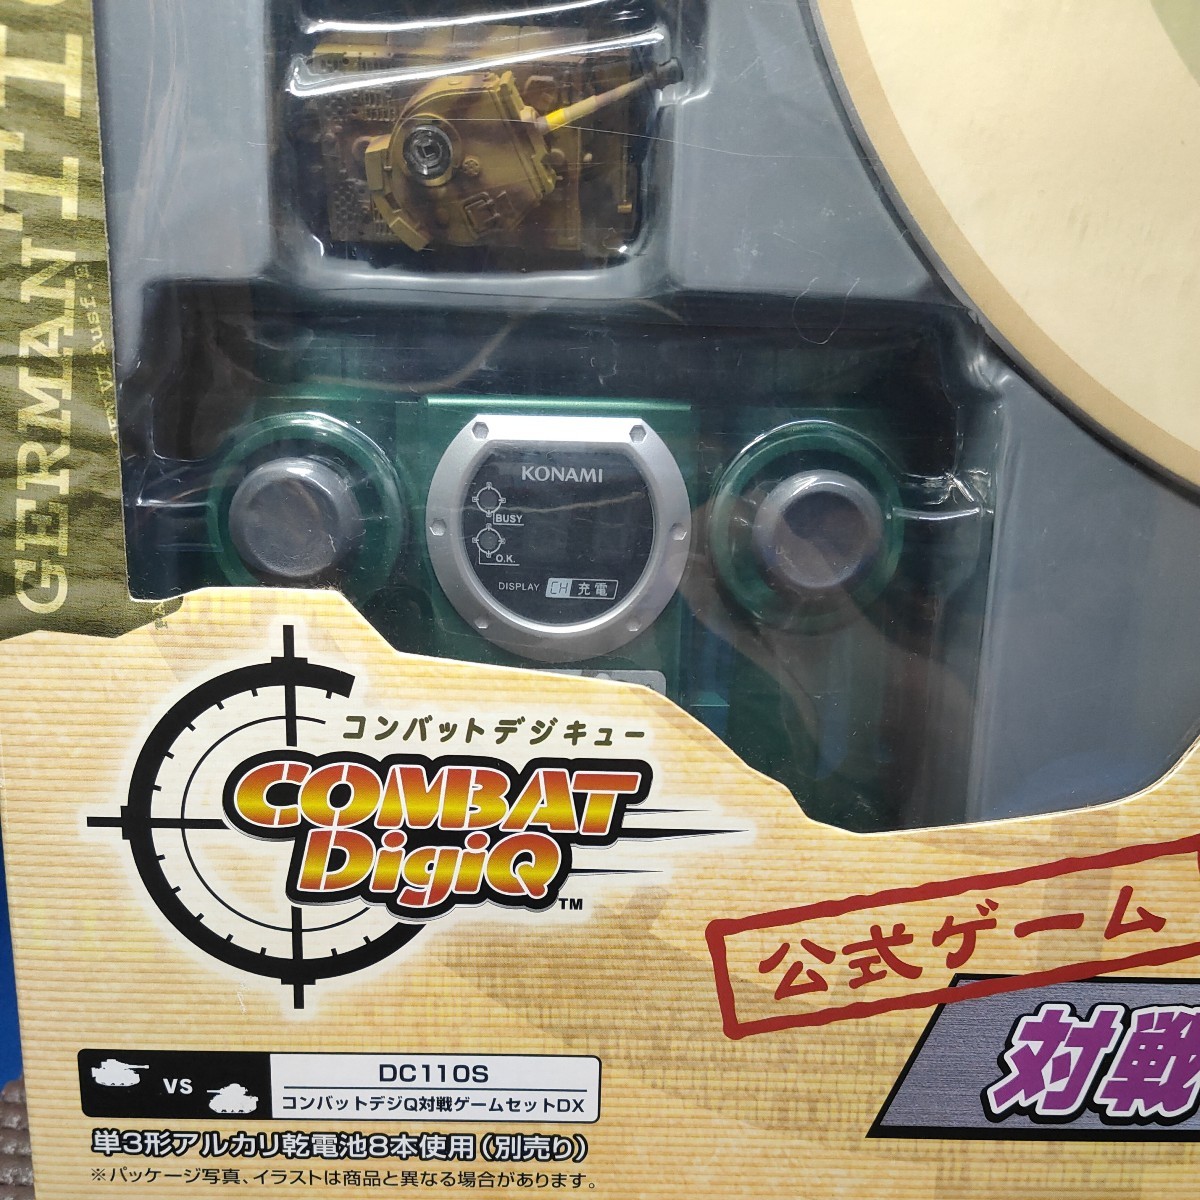 GERMAN TI
Ausf.
KONAMI
BUSY
O.K.
DISPLAY CH 充電
コンバットデジキュー
COMBAT
DigiQ™
公式ゲーム
対戦
VS
DC110S
コンバットデジQ対戦ゲームセットDX
単3形アルカリ乾電池8本使用(別売り)
※パッケージ写真、イラストは商品と異なる場合があります。